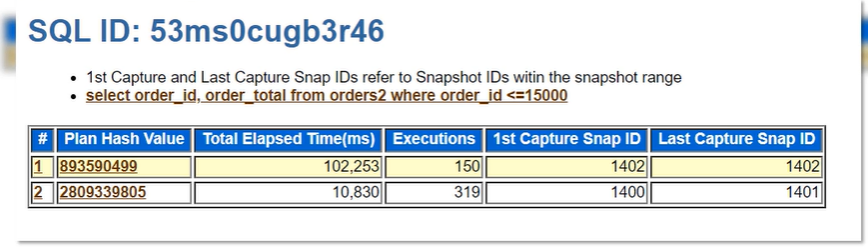 SQL ID: 53ms0cugb3r46
1st Capture and Last Capture Snap IDs refer to Snapshot IDs witin the snapshot range
select order_id, order_total from orders2 where order_id <=15000
# Plan Hash Value Total Elapsed Time(ms) Executions 1st Capture Snap ID Last Capture Snap ID
1 893590499 102,253 150 1402 1402
2 2809339805 10,830 319 1400 1401